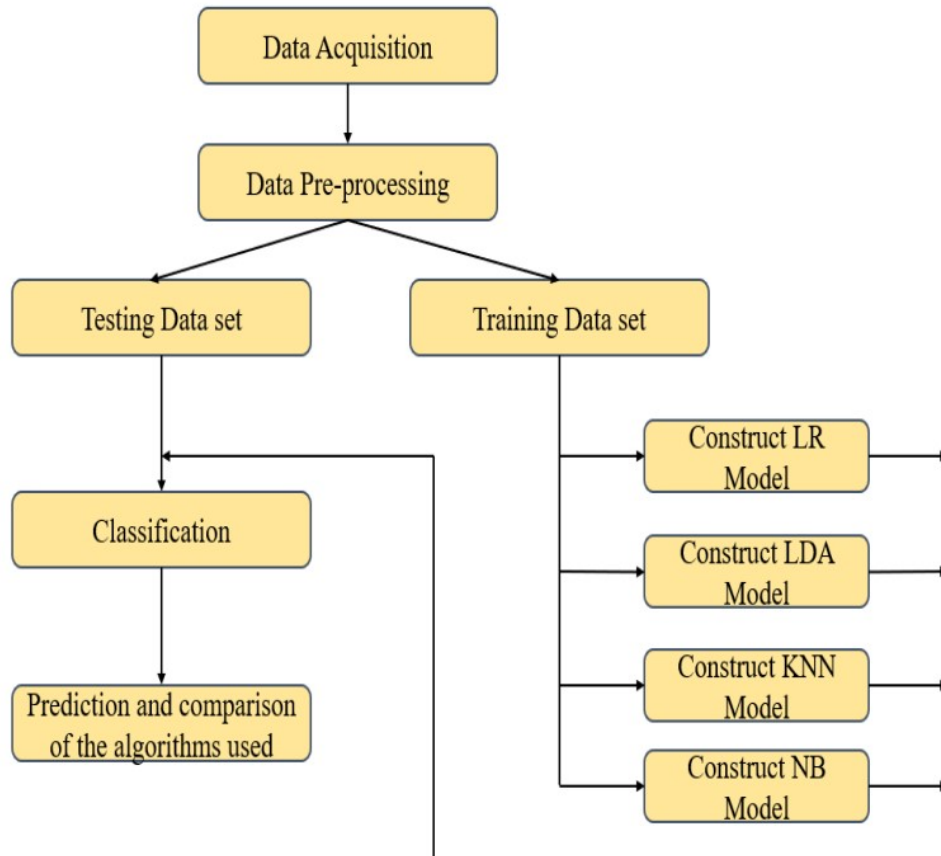 Data Acquisition
Data Pre-processing
Testing Data set
Training Data set
Construct LR
Model
Classification
Construct LDA
Model
Construct KNN
Model
Prediction and comparison
of the algorithms used
Construct NB
Model